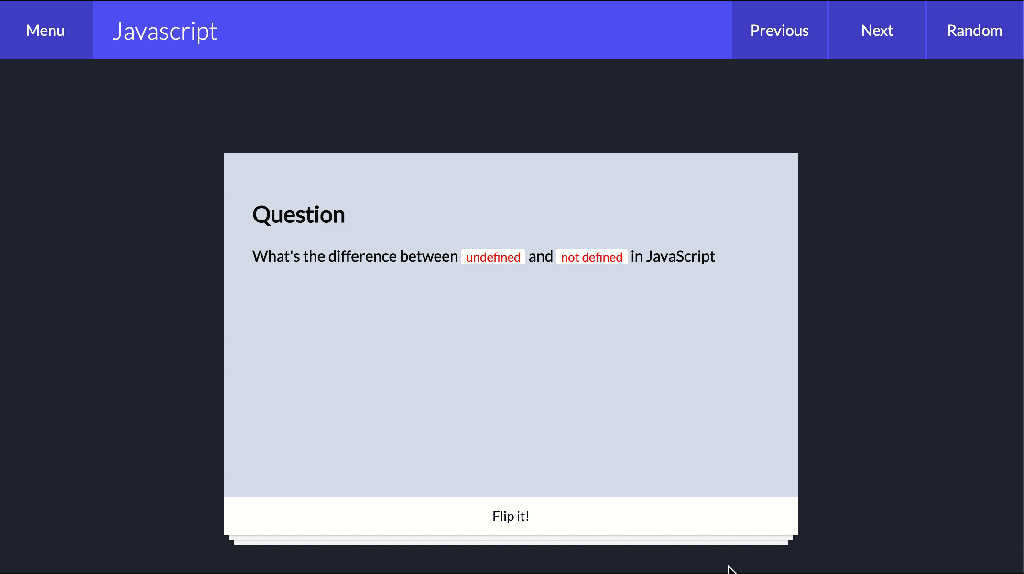 Menu
Javascript
Previous
Next
Random
Question
What's the difference between undefined and not defined in JavaScript
Flip it!